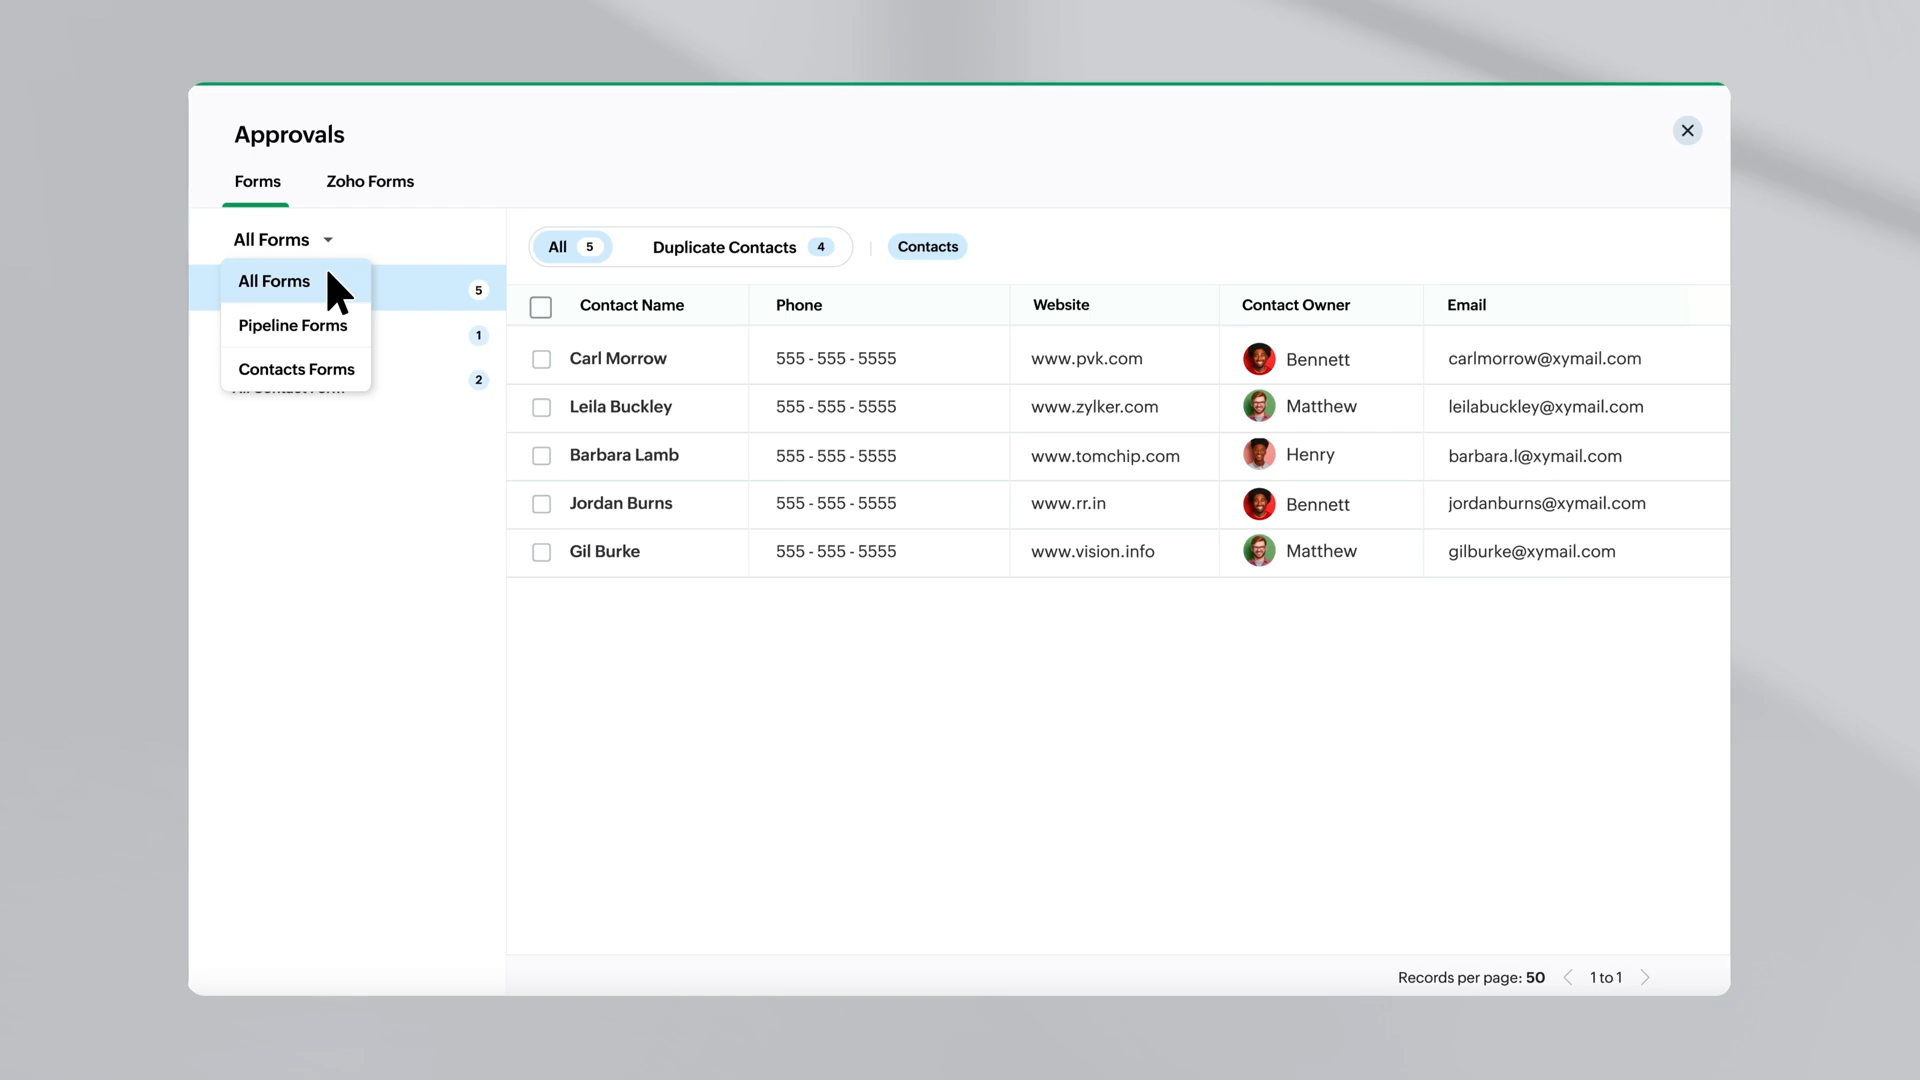 Approvals
Forms
Zoho Forms
All Forms
All Forms
Pipeline Forms
Contacts Forms
5
1
2
All 5
Duplicate Contacts 4
Contacts
Contact Name Phone Website Contact Owner Email
Carl Morrow 555 - 555 - 5555 www.pvk.com Bennett carlmorrow@xymail.com
Leila Buckley 555 - 555 - 5555 www.zylker.com Matthew leilabuckley@xymail.com
Barbara Lamb 555 - 555 - 5555 www.tomchip.com Henry barbara.l@xymail.com
Jordan Burns 555 - 555 - 5555 www.rr.in Bennett jordanburns@xymail.com
Gil Burke 555 - 555 - 5555 www.vision.info Matthew gilburke@xymail.com
Records per page: 50 1 to 1